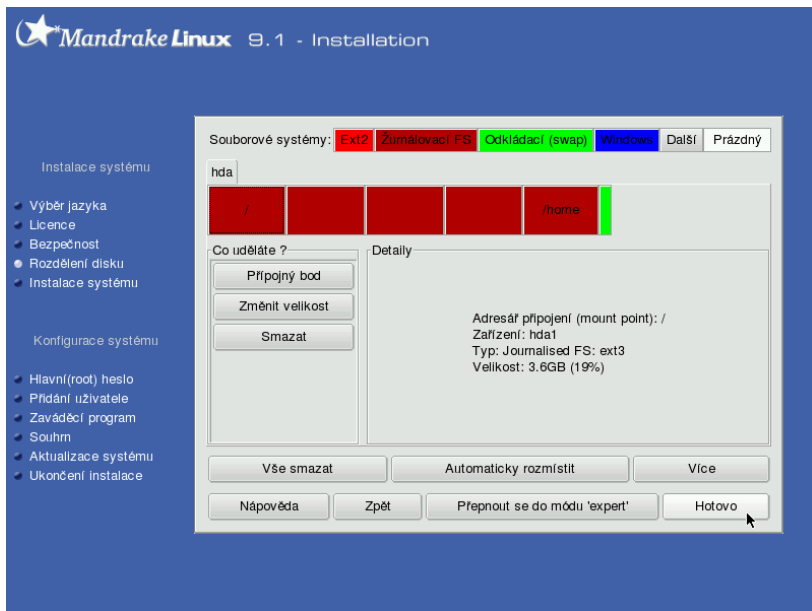 Mandrake Linux 9.1 - Installation
Instalace systému
Výběr jazyka
Licence
Bezpečnost
Rozdělení disku
Instalace systému
Konfigurace systému
Hlavní(root) heslo
Přidání uživatele
Zaváděcí program
Souhrn
Aktualizace systému
Ukončení instalace
Souborové systémy: Ext2 Žurnálovací FS Odkládací (swap) Windows Další Prázdný
hda
/ /home
Co uděláte ?
Přípojný bod
Změnit velikost
Smazat
Detaily
Adresář připojení (mount point): /
Zařízení: hda1
Typ: Journalised FS: ext3
Velikost: 3.6GB (19%)
Vše smazat Automaticky rozmístit Více
Nápověda Zpět Přepnout se do módu 'expert' Hotovo